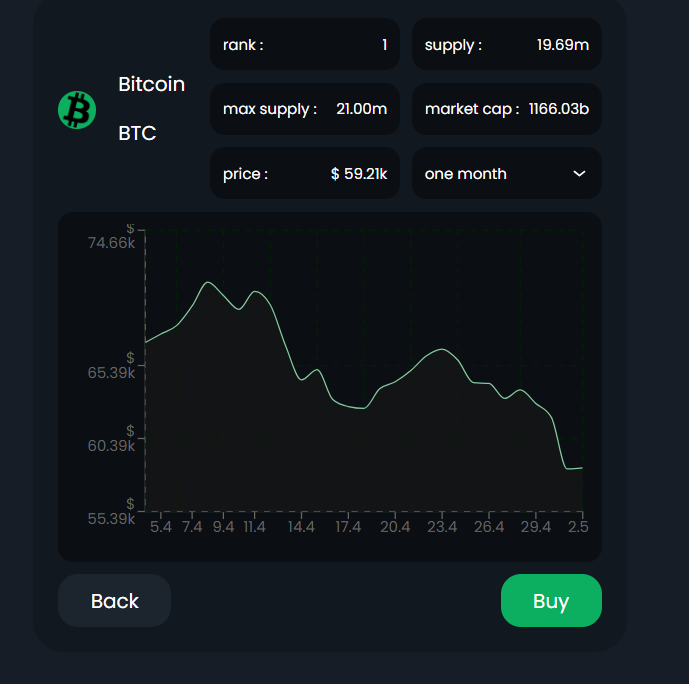 Bitcoin
BTC
rank : 1
supply : 19.69m
max supply : 21.00m
market cap : 1166.03b
price : $ 59.21k
one month
$
74.66k
$
65.39k
$
60.39k
$
55.39k
5.4 7.4 9.4 11.4 14.4 17.4 20.4 23.4 26.4 29.4 2.5
Back
Buy